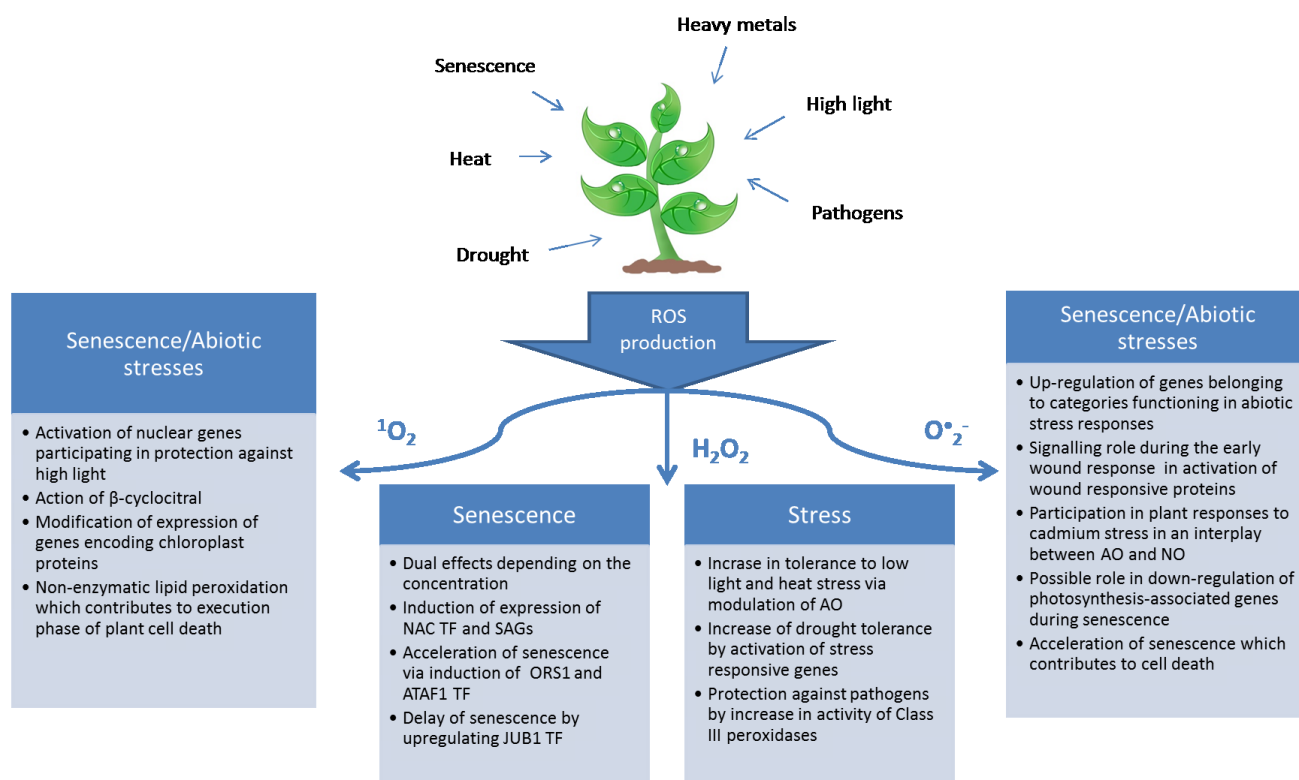 Heavy metals
Senescence
High light
Heat
Pathogens
Drought
ROS
production
¹O₂
H₂O₂
O•₂⁻
Senescence/Abiotic
stresses
• Activation of nuclear genes
participating in protection against
high light
• Action of β-cyclocitral
• Modification of expression of
genes encoding chloroplast
proteins
• Non-enzymatic lipid peroxidation
which contributes to execution
phase of plant cell death
Senescence
• Dual effects depending on the
concentration
• Induction of expression of
NAC TF and SAGs
• Acceleration of senescence
via induction of ORS1 and
ATAF1 TF
• Delay of senescence by
upregulating JUB1 TF
Stress
• Incrase in tolerance to low
light and heat stress via
modulation of AO
• Increase of drought tolerance
by activation of stress
responsive genes
• Protection against pathogens
by increase in activity of Class
III peroxidases
Senescence/Abiotic
stresses
• Up-regulation of genes belonging
to categories functioning in abiotic
stress responses
• Signalling role during the early
wound response in activation of
wound responsive proteins
• Participation in plant responses to
cadmium stress in an interplay
between AO and NO
• Possible role in down-regulation of
photosynthesis-associated genes
during senescence
• Acceleration of senescence which
contributes to cell death